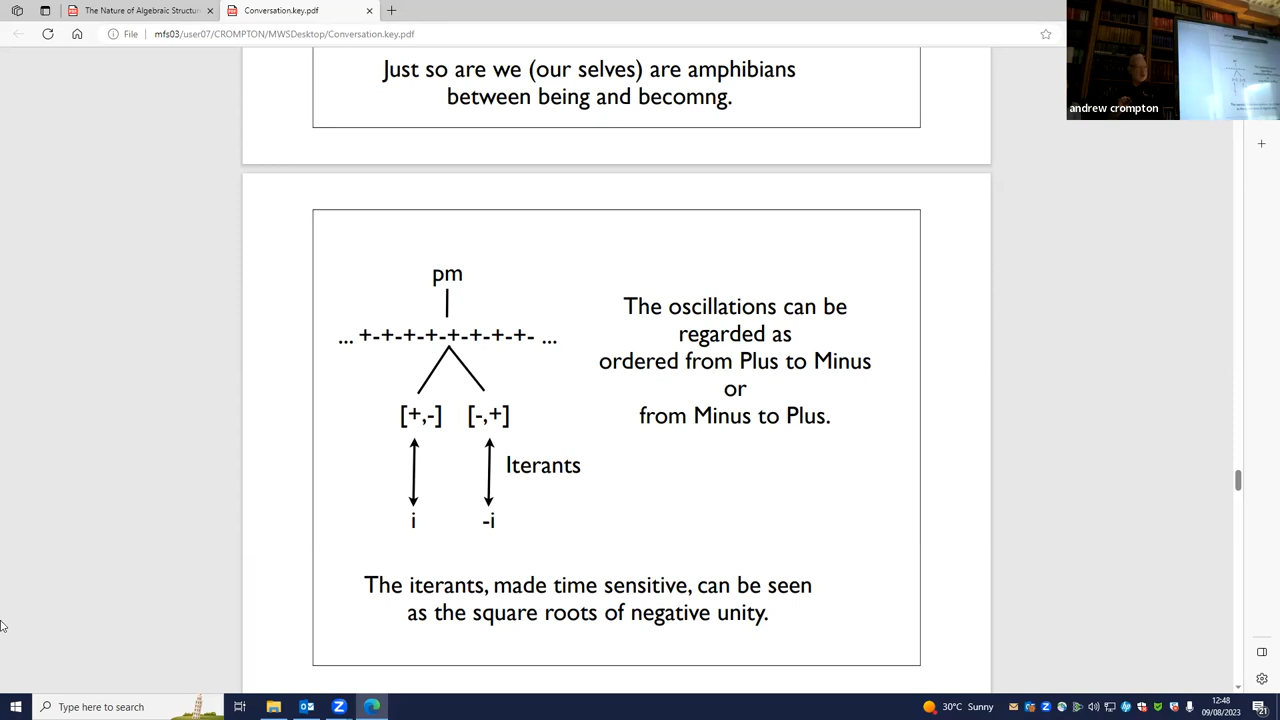 The Nature of Algebraic Structur
Conversation.key.pdf
File
mfs03/user07/CROMPTON/MWSDesktop/Conversation.key.pdf
andrew crompton
Just so are we (our selves) are amphibians
between being and becomng.
pm
... +-+-+-+-+-+-+-+- ...
[+,-] [-,+]
Iterants
i -i
The oscillations can be
regarded as
ordered from Plus to Minus
or
from Minus to Plus.
The iterants, made time sensitive, can be seen
as the square roots of negative unity.
Type here to search
30°C Sunny
12:48
09/08/2023
21